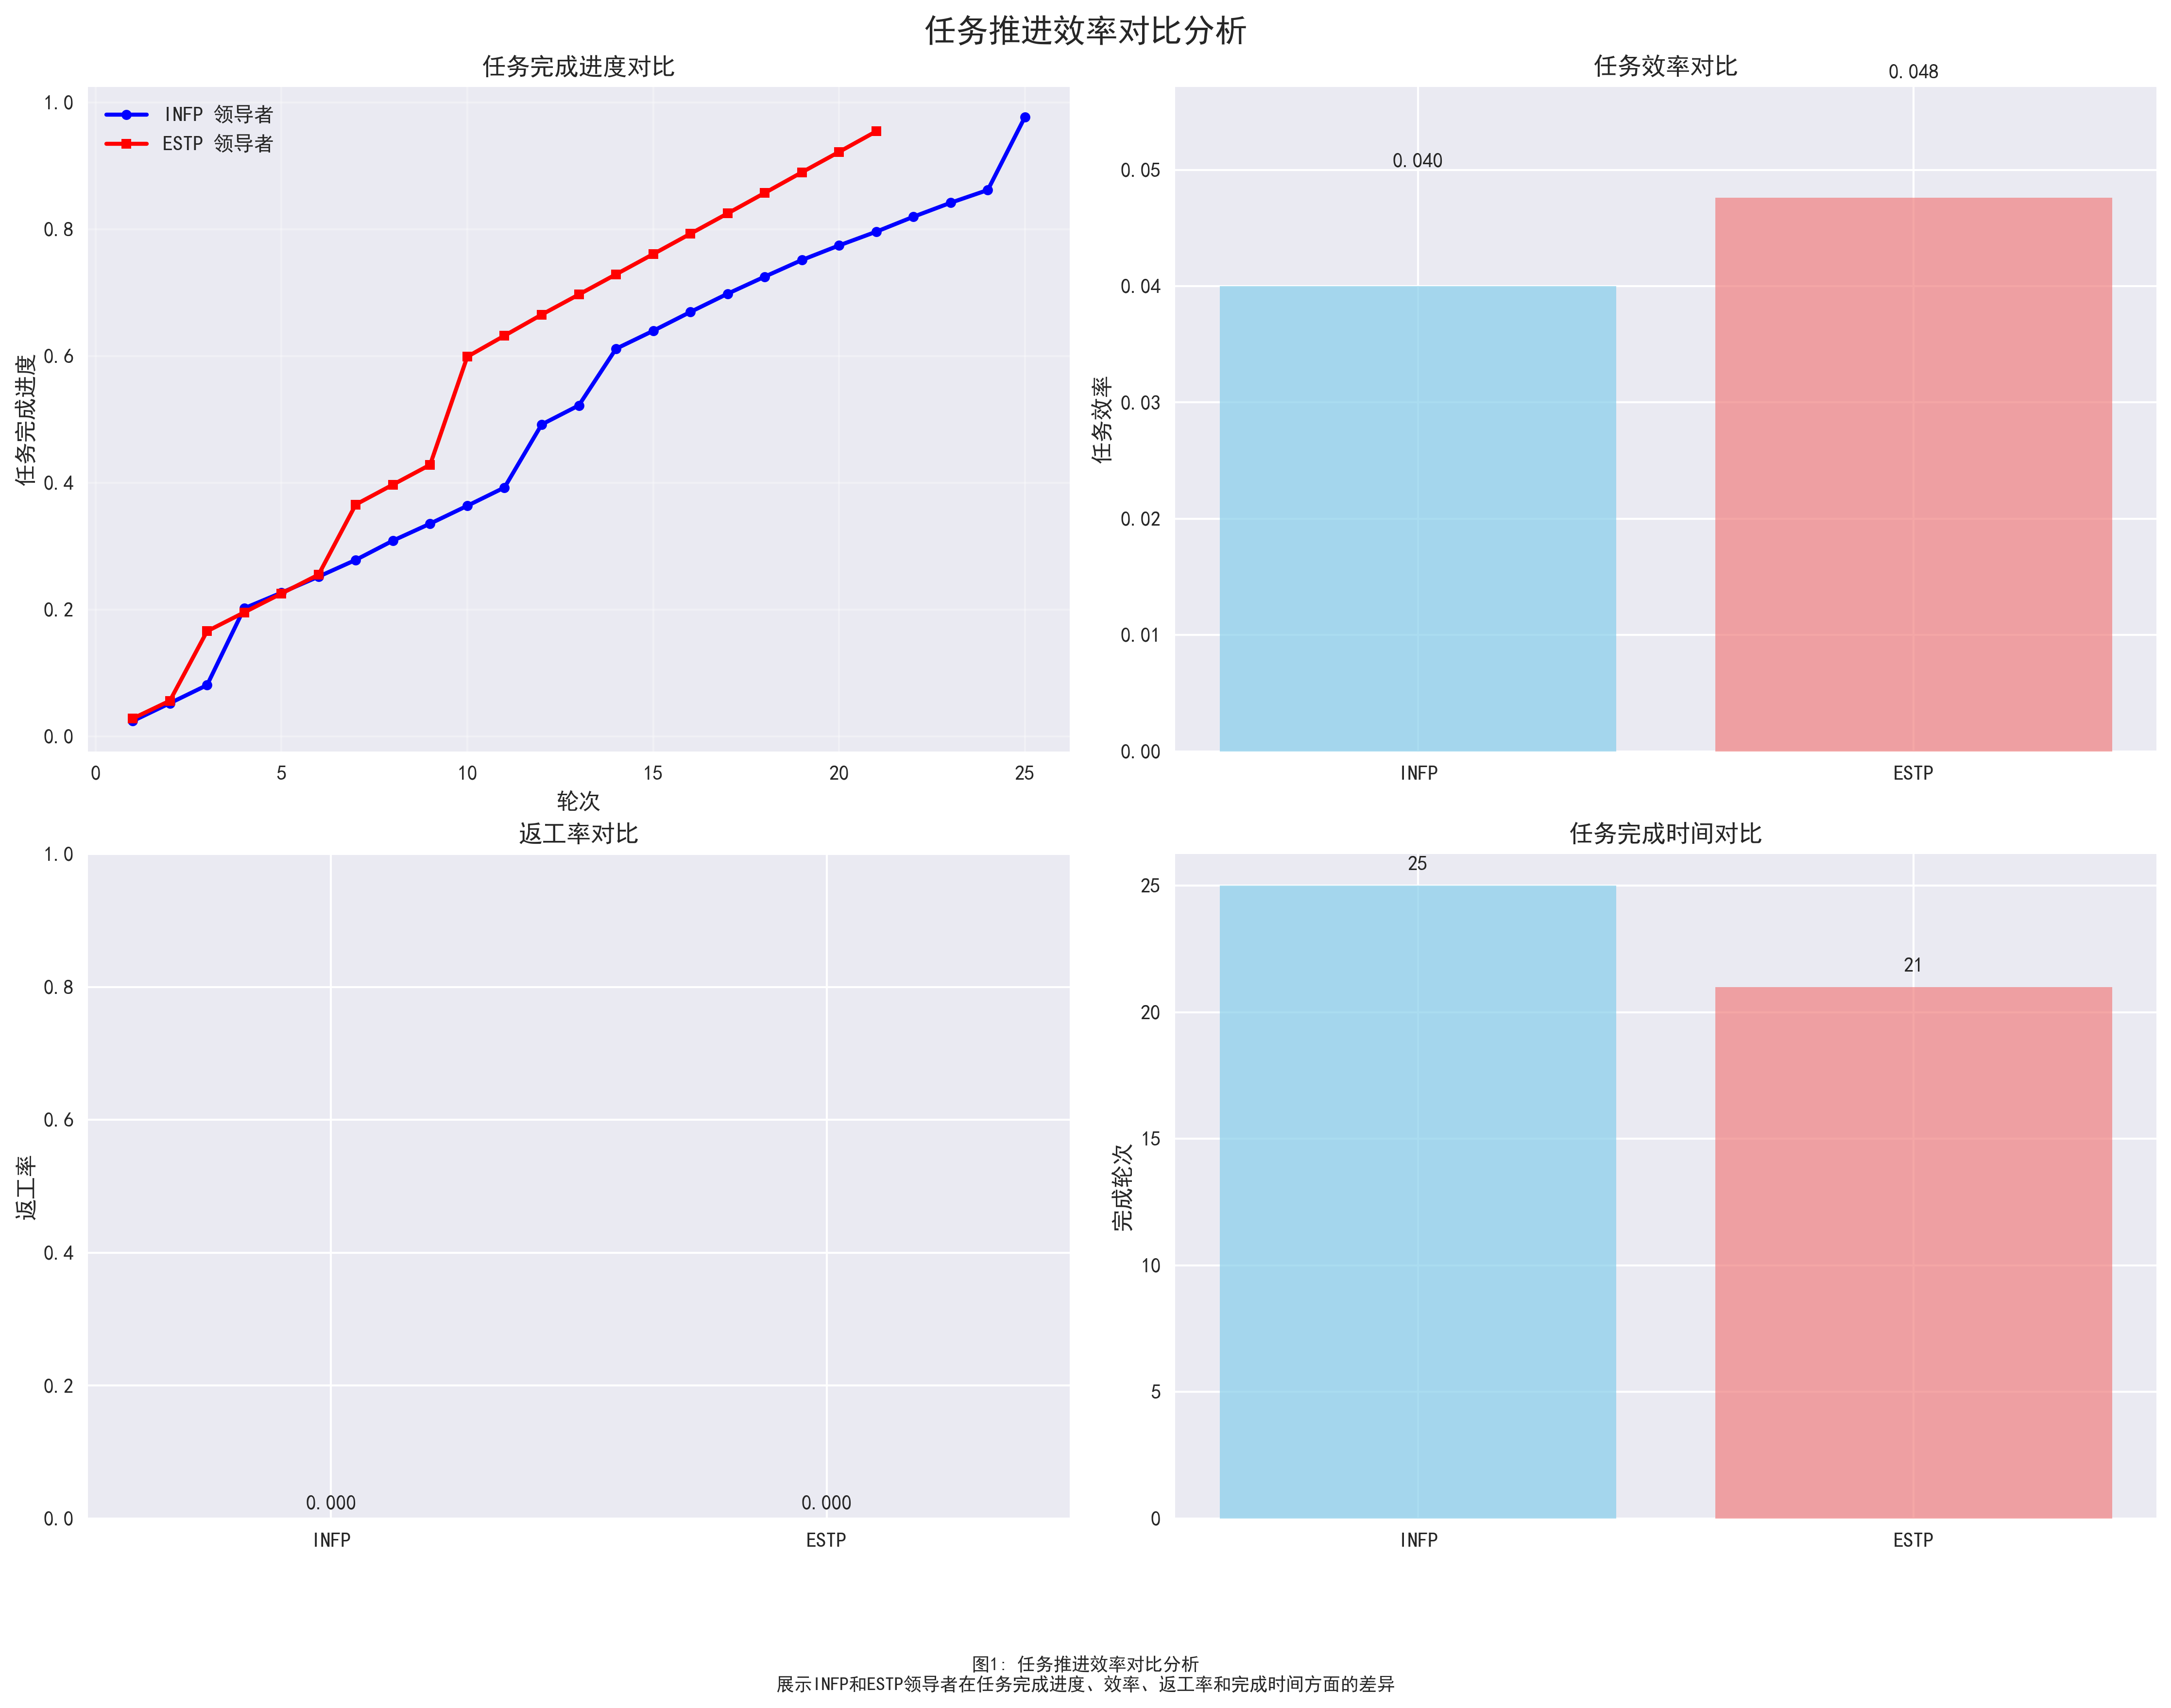 任务推进效率对比分析
任务完成进度对比
INFP 领导者
ESTP 领导者
任务完成进度
1.0
0.8
0.6
0.4
0.2
0.0
0 5 10 15 20 25
轮次
任务效率对比
0.048
0.040
任务效率
0.05
0.04
0.03
0.02
0.01
0.00
INFP ESTP
返工率对比
返工率
1.0
0.8
0.6
0.4
0.2
0.0
0.000 0.000
INFP ESTP
任务完成时间对比
25
21
完成轮次
25
20
15
10
5
0
INFP ESTP
图1: 任务推进效率对比分析
展示INFP和ESTP领导者在任务完成进度、效率、返工率和完成时间方面的差异